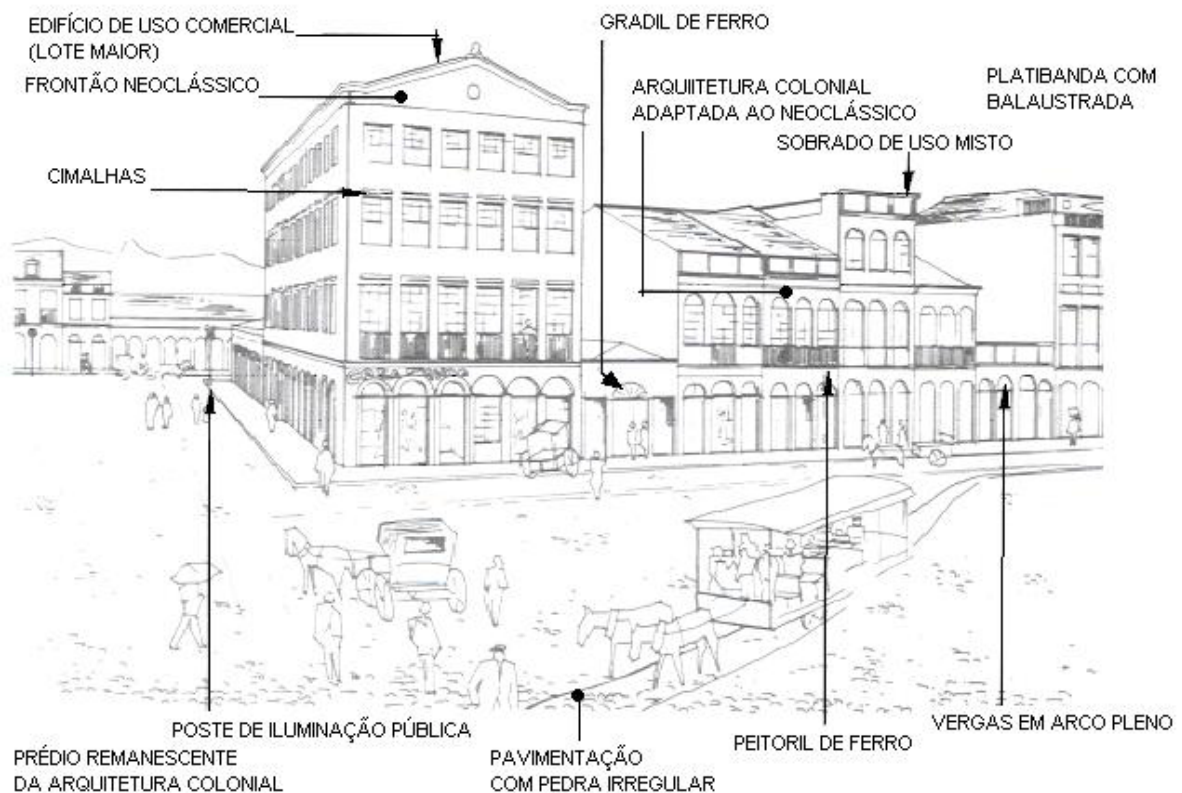 EDIFÍCIO DE USO COMERCIAL
(LOTE MAIOR)
FRONTÃO NEOCLÁSSICO
CIMALHAS
GRADIL DE FERRO
ARQUIITETURA COLONIAL
ADAPTADA AO NEOCLÁSSICO
PLATIBANDA COM
BALAUSTRADA
SOBRADO DE USO MISTO
POSTE DE ILUMINAÇÃO PÚBLICA
PRÉDIO REMANESCENTE
DA ARQUITETURA COLONIAL
PAVIMENTAÇÃO
COM PEDRA IRREGULAR
PEITORIL DE FERRO
VERGAS EM ARCO PLENO